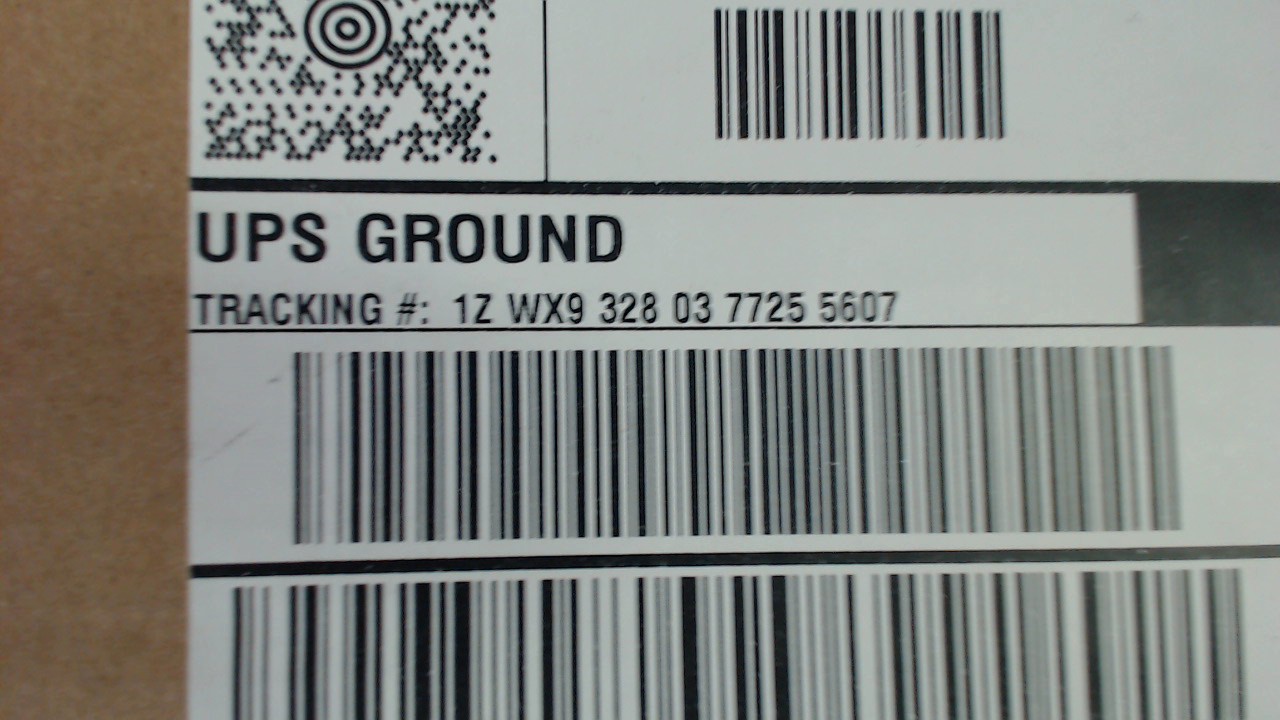 UPS GROUND
TRACKING #: 1Z WX9 328 03 7725 5607